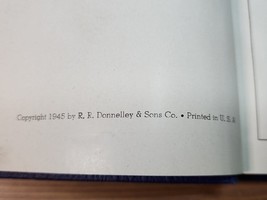 Copyright 1945 by R. R. Donnelley & Sons Co. • Printed in U. S. A